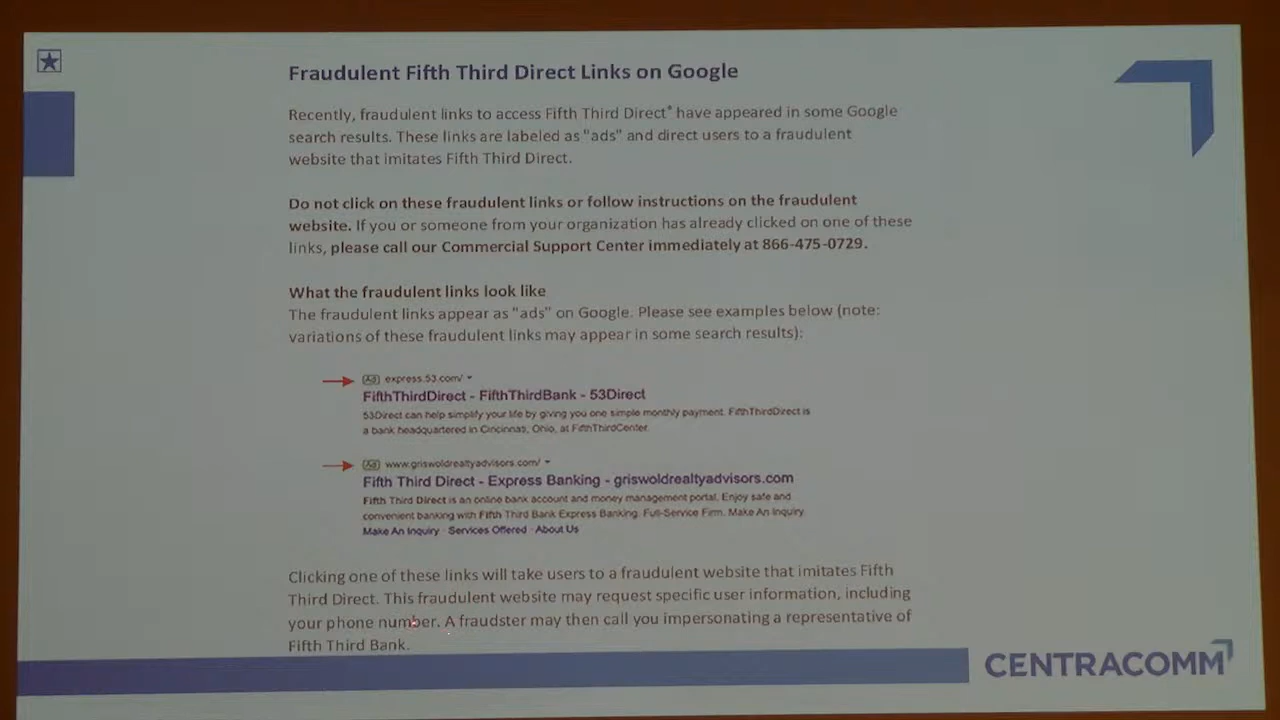 Fraudulent Fifth Third Direct Links on Google
Recently, fraudulent links to access Fifth Third Direct® have appeared in some Google
search results. These links are labeled as "ads" and direct users to a fraudulent
website that imitates Fifth Third Direct.
Do not click on these fraudulent links or follow instructions on the fraudulent
website. If you or someone from your organization has already clicked on one of these
links, please call our Commercial Support Center immediately at 866-475-0729.
What the fraudulent links look like
The fraudulent links appear as "ads" on Google. Please see examples below (note:
variations of these fraudulent links may appear in some search results):
Ad express.53.com/
FifthThirdDirect - FifthThirdBank - 53Direct
53Direct can help simplify your life by giving you one simple monthly payment. FifthThirdDirect is
a bank headquartered in Cincinnas, Ohio, at FifthThirdCenter.
Ad www.griswoldrealtyadvisors.com/
Fifth Third Direct - Express Banking - griswoldrealtyadvisors.com
Fifth Third Direct is an online bank account and money management portal. Enjoy safe and
convenient banking with Fifth Third Bank Express Banking. Full-Service Firm. Make An Inquiry
Make An Inquiry · Services Offered · About Us
Clicking one of these links will take users to a fraudulent website that imitates Fifth
Third Direct. This fraudulent website may request specific user information, including
your phone number. A fraudster may then call you impersonating a representative of
Fifth Third Bank.
CENTRACOMM